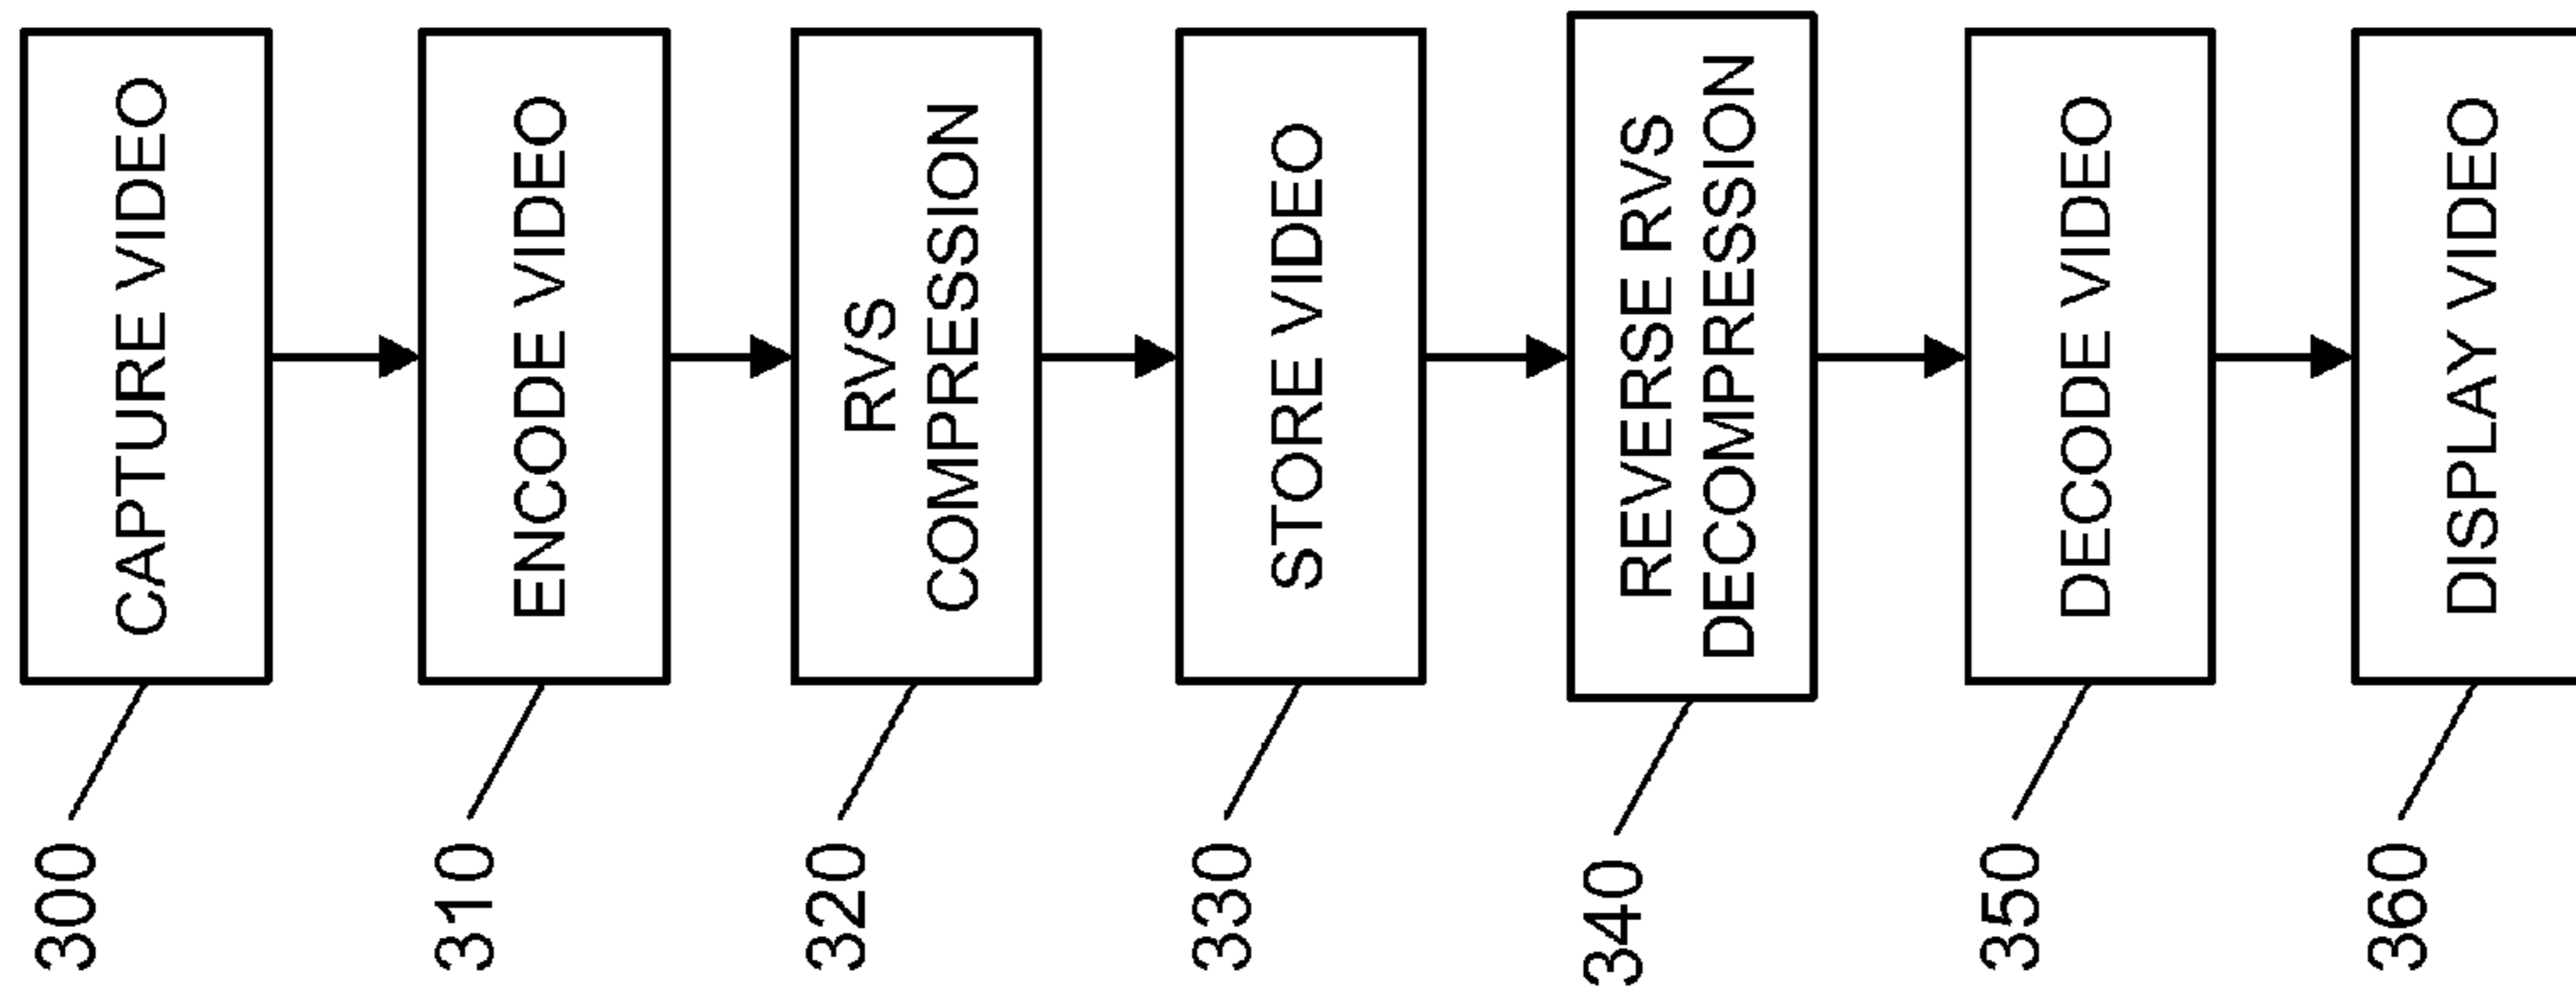 300
CAPTURE VIDEO
310
ENCODE VIDEO
320
RVS
COMPRESSION
330
STORE VIDEO
340
REVERSE RVS
DECOMPRESSION
350
DECODE VIDEO
360
DISPLAY VIDEO